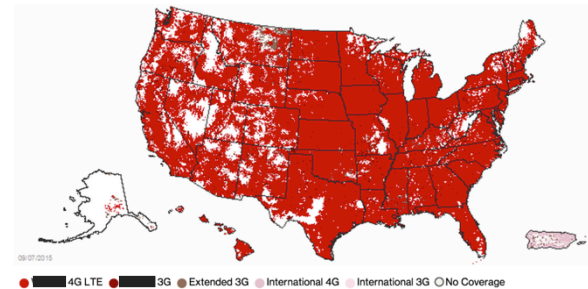 09/07/2015
4G LTE 3G Extended 3G International 4G International 3G No Coverage